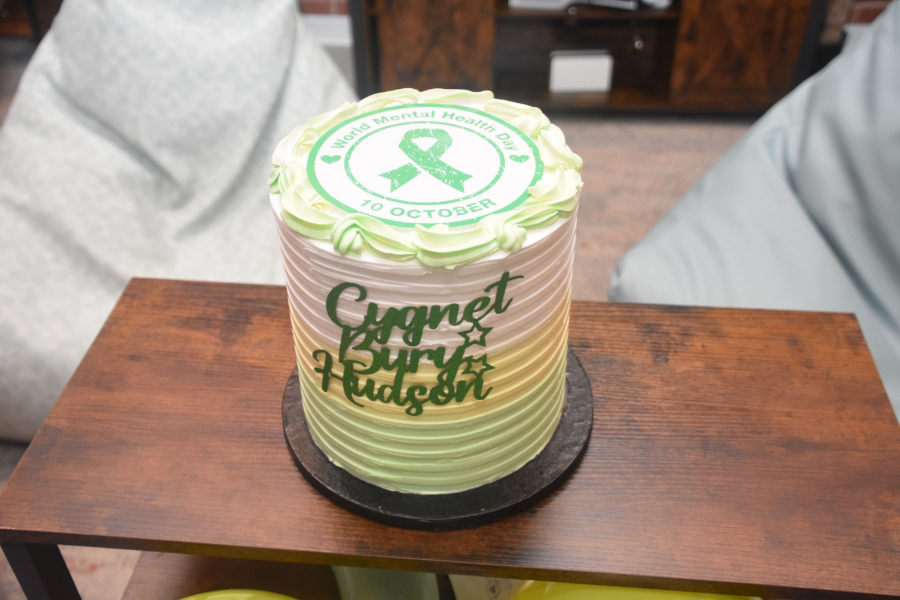 World Mental Health Day
10 OCTOBER
Cygnet
Bury
Hudson